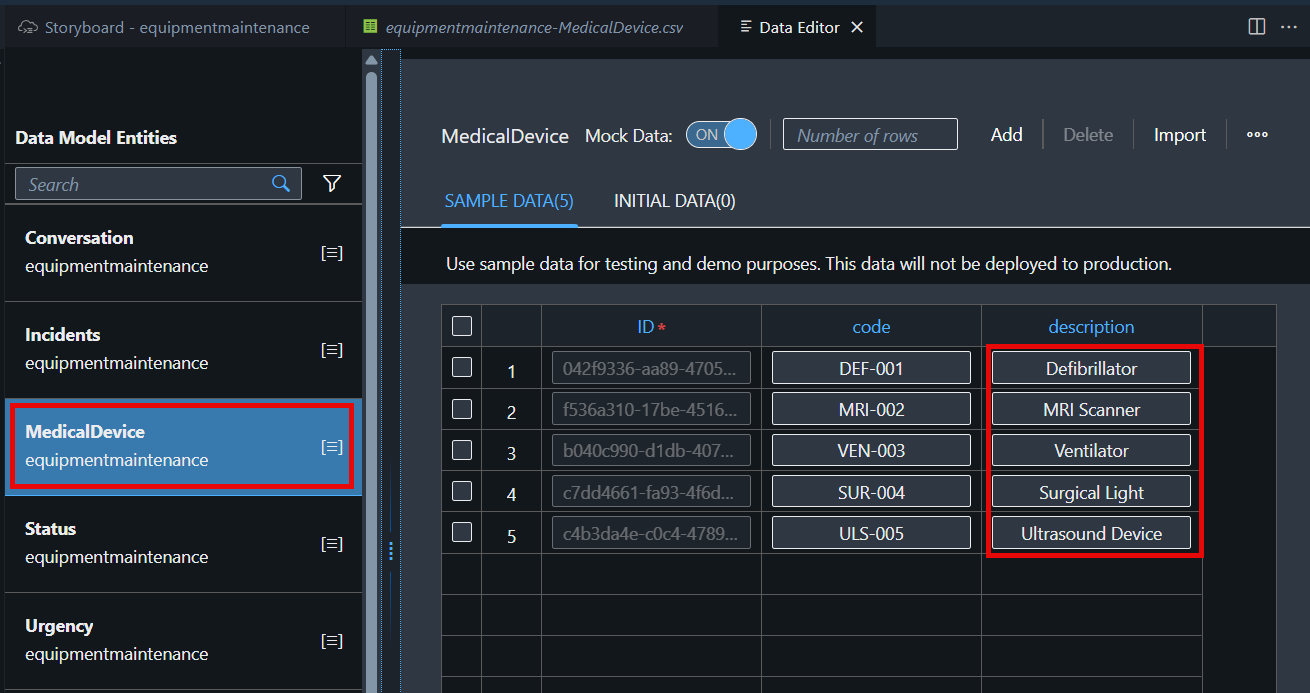 Storyboard - equipmentmaintenance
equipmentmaintenance-MedicalDevice.csv
Data Editor
Data Model Entities
Search
Conversation
equipmentmaintenance
Incidents
equipmentmaintenance
MedicalDevice
equipmentmaintenance
Status
equipmentmaintenance
Urgency
equipmentmaintenance
MedicalDevice Mock Data: ON Number of rows Add Delete Import
SAMPLE DATA(5) INITIAL DATA(0)
Use sample data for testing and demo purposes. This data will not be deployed to production.
ID* code description
1 042f9336-aa89-4705... DEF-001 Defibrillator
2 f536a310-17be-4516... MRI-002 MRI Scanner
3 b040c990-d1db-407... VEN-003 Ventilator
4 c7dd4661-fa93-4f6d... SUR-004 Surgical Light
5 c4b3da4e-c0c4-4789... ULS-005 Ultrasound Device